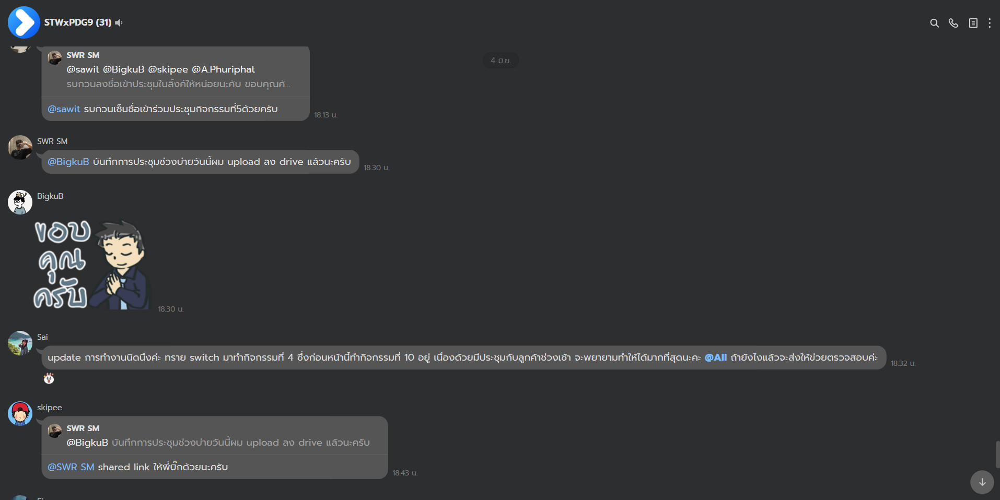 STWxPDG9 (31)
4 มิ.ย.
SWR SM
@sawit @BigkuB @skipee @A.Phuriphat
รบกวนลงชื่อเข้าประชุมในลิ้งค์ให้หน่อยนะคับ ขอบคุณคั...
@sawit รบกวนเซ็นชื่อเข้าร่วมประชุมกิจกรรมที่5ด้วยครับ
18.13 น.
SWR SM
@BigkuB บันทึกการประชุมช่วงบ่ายวันนี้ผม upload ลง drive แล้วนะครับ
18.30 น.
BigkuB
ขอบ
คุณ
ครับ
18.30 น.
Sai
update การทำงานนิดนึงค่ะ ทราย switch มาทำกิจกรรมที่ 4 ซึ่งก่อนหน้านี้ทำกิจกรรมที่ 10 อยู่ เนื่องด้วยมีประชุมกับลูกค้าช่วงเช้า จะพยายามทำให้ได้มากที่สุดนะคะ @All ถ้ายังไงแล้วจะส่งให้ช่วยตรวจสอบค่ะ
18.32 น.
skipee
SWR SM
@BigkuB บันทึกการประชุมช่วงบ่ายวันนี้ผม upload ลง drive แล้วนะครับ
@SWR SM shared link ให้พี่บิ๊กด้วยนะครับ
18.43 น.